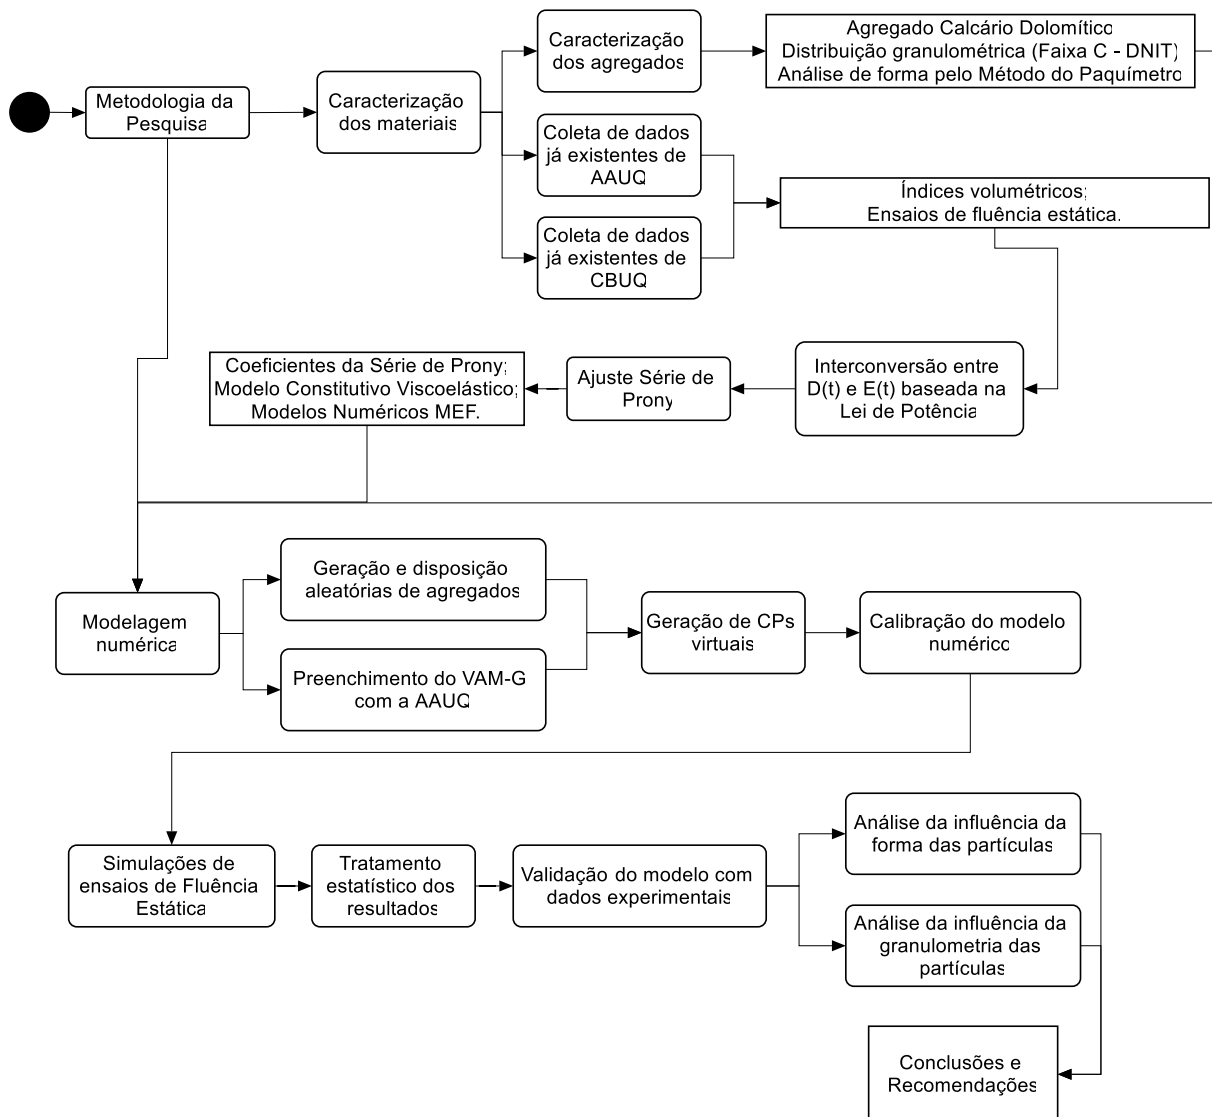 Metodologia da
Pesquisa
Caracterização
dos materiais
Caracterização
dos agregados
Agregado Calcário Dolomítico
Distribuição granulométrica (Faixa C - DNIT)
Análise de forma pelo Método do Paquímetro
Coleta de dados
já existentes de
AAUQ
Coleta de dados
já existentes de
CBUQ
Índices volumétricos;
Ensaios de fluência estática.
Interconversão entre
D(t) e E(t) baseada na
Lei de Potência
Ajuste Série de
Prony
Coeficientes da Série de Prony;
Modelo Constitutivo Viscoelástico;
Modelos Numéricos MEF.
Modelagem
numérica
Geração e disposição
aleatórias de agregados
Preenchimento do VAM-G
com a AAUQ
Geração de CPs
virtuais
Calibração do modelo
numérico
Simulações de
ensaios de Fluência
Estática
Tratamento
estatístico dos
resultados
Validação do modelo com
dados experimentais
Análise da influência da
forma das partículas
Análise da influência da
granulometria das
partículas
Conclusões e
Recomendações